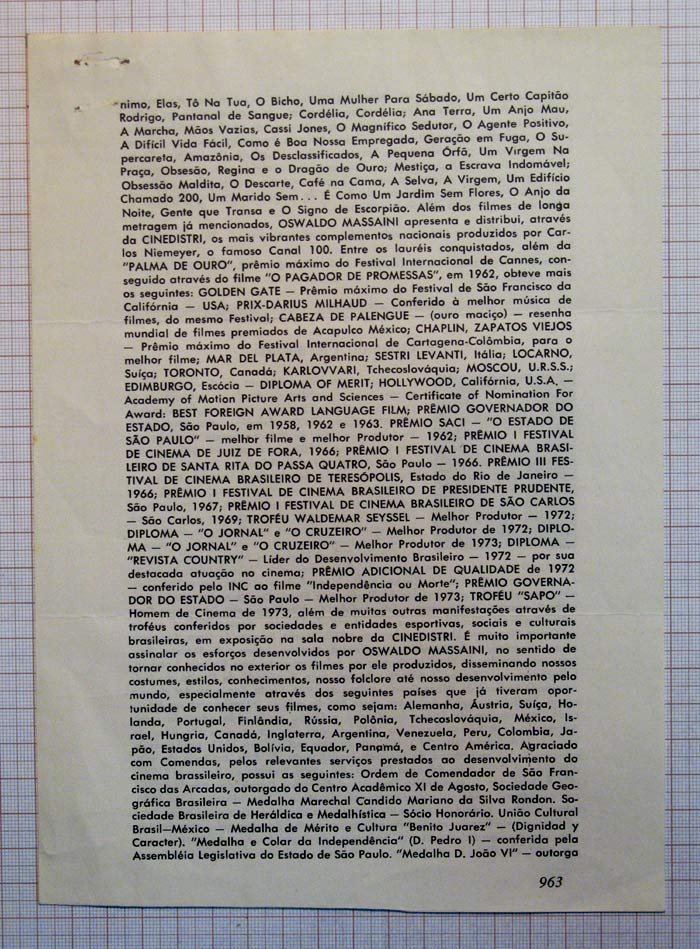 nimo, Elas, Tô Na Tua, O Bicho, Uma Mulher Para Sábado, Um Certo Capitão
Rodrigo, Pantanal de Sangue; Cordélia, Cordélia; Ana Terra, Um Anjo Mau,
A Marcha, Mãos Vazias, Cassi Jones, O Magnífico Sedutor, O Agente Positivo,
A Difícil Vida Fácil, Como é Boa Nossa Empregada, Geração em Fuga, O Su-
percareta, Amazônia, Os Desclassificados, A Pequena Órfã, Um Virgem Na
Praça, Obsesão, Regina e o Dragão de Ouro; Mestiça, a Escrava Indomável;
Obsessão Maldita, O Descarte, Café na Cama, A Selva, A Virgem, Um Edifício
Chamado 200, Um Marido Sem... É Como Um Jardim Sem Flores, O Anjo da
Noite, Gente que Transa e O Signo de Escorpião. Além dos filmes de longa
metragem já mencionados, OSWALDO MASSAINI apresenta e distribui, através
da CINEDISTRI, os mais vibrantes complementos nacionais produzidos por Car-
los Niemeyer, o famoso Canal 100. Entre os lauréis conquistados, além da
"PALMA DE OURO", prêmio máximo do Festival Internacional de Cannes, con-
seguido através do filme "O PAGADOR DE PROMESSAS", em 1962, obteve mais
os seguintes: GOLDEN GATE — Prêmio máximo do Festival de São Francisco da
Califórnia — USA; PRIX-DARIUS MILHAUD — Conferido à melhor música de
filmes, do mesmo Festival; CABEZA DE PALENGUE — (ouro maciço) — resenha
mundial de filmes premiados de Acapulco México; CHAPLIN, ZAPATOS VIEJOS
— Prêmio máximo do Festival Internacional de Cartagena-Colômbia, para o
melhor filme; MAR DEL PLATA, Argentina; SESTRI LEVANTI, Itália; LOCARNO,
Suíça; TORONTO, Canadá; KARLOVVARI, Tchecoslováquia; MOSCOU, U.R.S.S.;
EDIMBURGO, Escócia — DIPLOMA OF MERIT; HOLLYWOOD, Califórnia, U.S.A. —
Academy of Motion Picture Arts and Sciences — Certificate of Nomination For
Award: BEST FOREIGN AWARD LANGUAGE FILM; PRÊMIO GOVERNADOR DO
ESTADO, São Paulo, em 1958, 1962 e 1963. PRÊMIO SACI — "O ESTADO DE
SÃO PAULO" — melhor filme e melhor Produtor — 1962; PRÊMIO I FESTIVAL
DE CINEMA DE JUIZ DE FORA, 1966; PRÊMIO I FESTIVAL DE CINEMA BRASI-
LEIRO DE SANTA RITA DO PASSA QUATRO, São Paulo — 1966. PRÊMIO III FES-
TIVAL DE CINEMA BRASILEIRO DE TERESÓPOLIS, Estado do Rio de Janeiro —
1966; PRÊMIO I FESTIVAL DE CINEMA BRASILEIRO DE PRESIDENTE PRUDENTE,
São Paulo, 1967; PRÊMIO I FESTIVAL DE CINEMA BRASILEIRO DE SÃO CARLOS
— São Carlos, 1969; TROFÉU WALDEMAR SEYSSEL — Melhor Produtor — 1972;
DIPLOMA — "O JORNAL" e "O CRUZEIRO" — Melhor Produtor de 1972; DIPLO-
MA — "O JORNAL" e "O CRUZEIRO" — Melhor Produtor de 1973; DIPLOMA —
"REVISTA COUNTRY" — Líder do Desenvolvimento Brasileiro — 1972 — por sua
destacada atuação no cinema; PRÊMIO ADICIONAL DE QUALIDADE de 1972
— conferido pelo INC ao filme "Independência ou Morte"; PRÊMIO GOVERNA-
DOR DO ESTADO — São Paulo — Melhor Produtor de 1973; TROFÉU "SAPO" —
Homem de Cinema de 1973, além de muitas outras manifestações através de
troféus conferidos por sociedades e entidades esportivas, sociais e culturais
brasileiras, em exposição na sala nobre da CINEDISTRI. É muito importante
assinalar os esforços desenvolvidos por OSWALDO MASSAINI, no sentido de
tornar conhecidos no exterior os filmes por ele produzidos, disseminando nossos
costumes, estilos, conhecimentos, nosso folclore até nosso desenvolvimento pelo
mundo, especialmente através dos seguintes países que já tiveram opor-
tunidade de conhecer seus filmes, como sejam: Alemanha, Áustria, Suíça, Ho-
landa, Portugal, Finlândia, Rússia, Polônia, Tchecoslováquia, México, Is-
rael, Hungria, Canadá, Inglaterra, Argentina, Venezuela, Peru, Colombia, Ja-
pão, Estados Unidos, Bolívia, Equador, Panamá, e Centro América. Agraciado
com Comendas, pelos relevantes serviços prestados ao desenvolvimento do
cinema brassileiro, possui as seguintes: Ordem de Comendador de São Fran-
cisco das Arcadas, outorgado do Centro Acadêmico XI de Agosto, Sociedade Geo-
gráfica Brasileira — Medalha Marechal Candido Mariano da Silva Rondon. So-
ciedade Brasileira de Heráldica e Medalhística — Sócio Honorário. União Cultural
Brasil—México — Medalha de Mérito e Cultura "Benito Juarez" — (Dignidad y
Caracter). "Medalha e Colar da Independência" (D. Pedro I) — conferida pela
Assembléia Legislativa do Estado de São Paulo. "Medalha D. João VI" — outorga
963